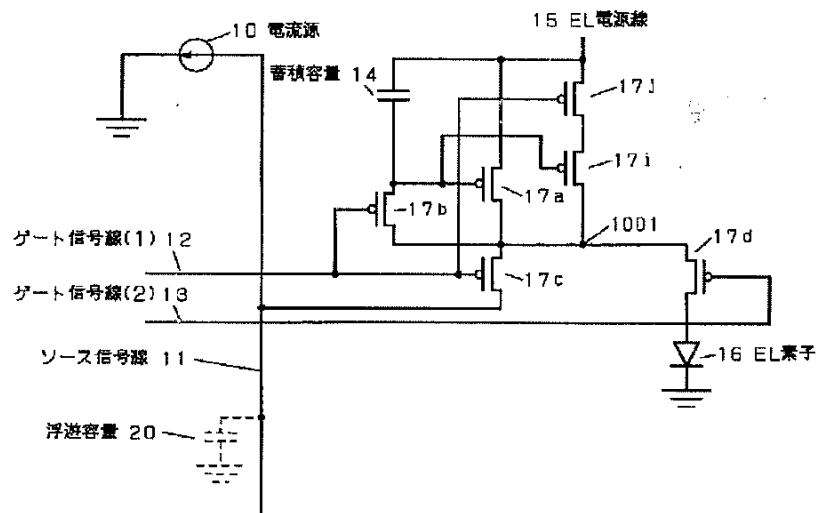 10 電流源
15 EL電源線
蓄積容量 14
17j
17i
17a
17b
1001
17d
ゲート信号線(1) 12
17c
ゲート信号線(2) 13
ソース信号線 11
16 EL素子
浮遊容量 20